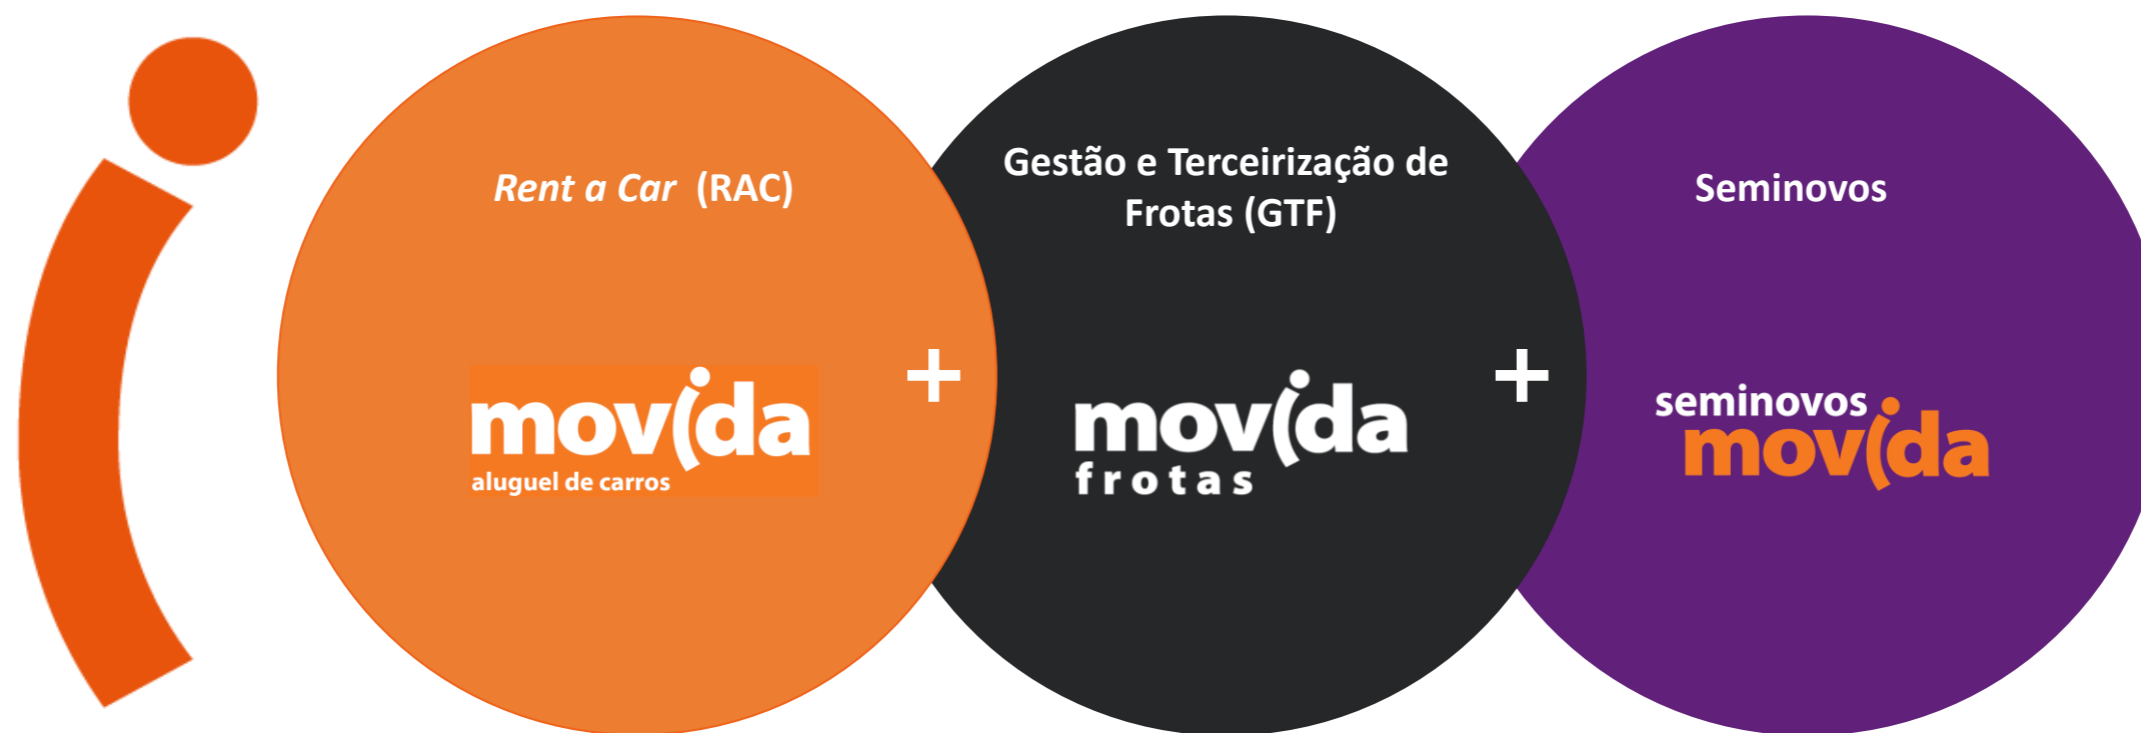 Rent a Car (RAC)
movida
aluguel de carros
+
Gestão e Terceirização de
Frotas (GTF)
movida
frotas
+
Seminovos
seminovos
movida